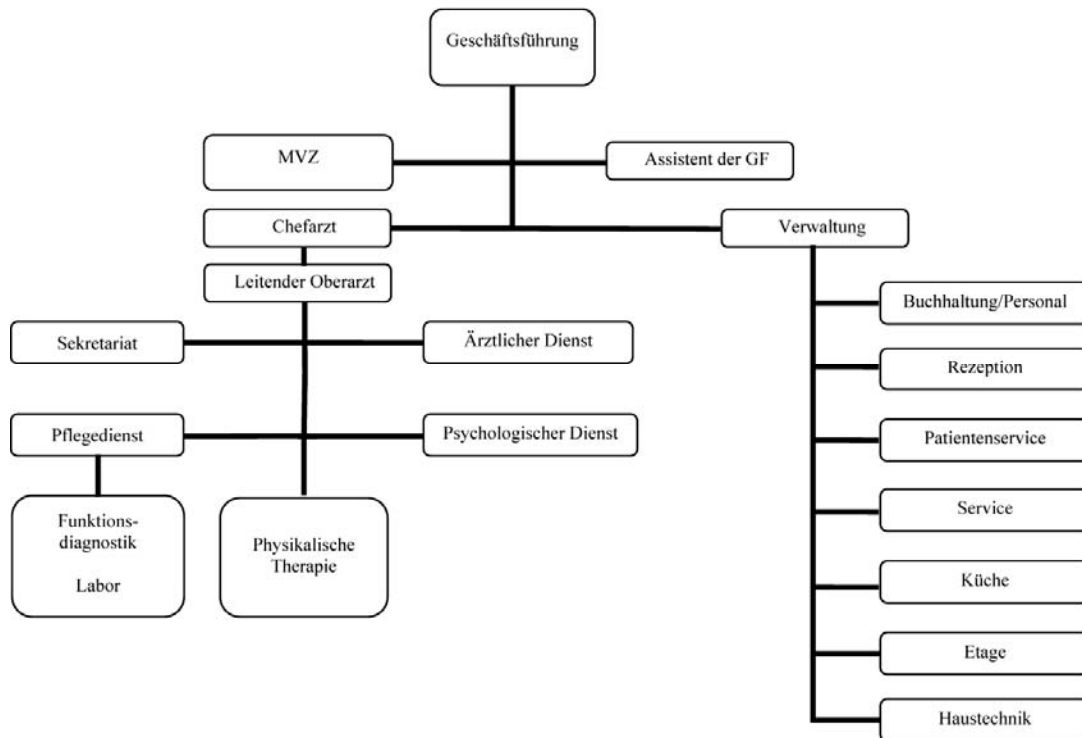 Geschäftsführung
MVZ
Assistent der GF
Chefarzt
Verwaltung
Leitender Oberarzt
Buchhaltung/Personal
Sekretariat
Ärztlicher Dienst
Rezeption
Pflegedienst
Psychologischer Dienst
Patientenservice
Funktions-
diagnostik
Labor
Physikalische
Therapie
Service
Küche
Etage
Haustechnik